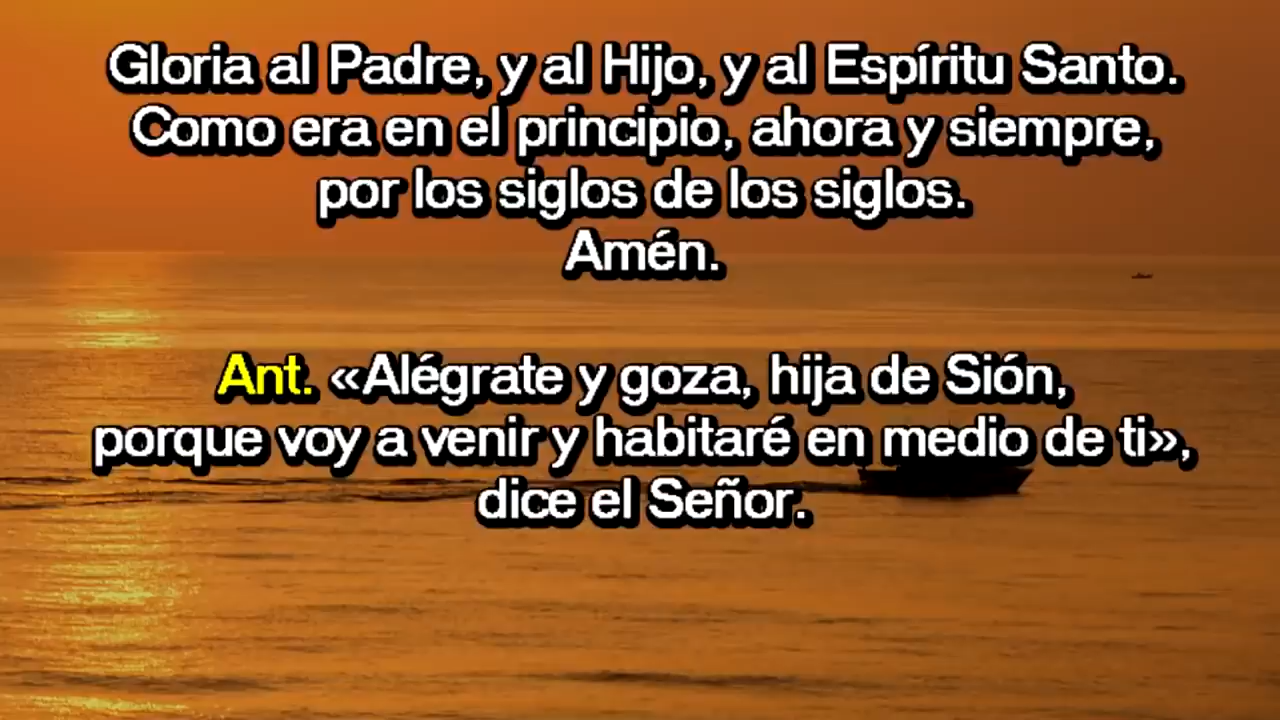 Gloria al Padre, y al Hijo, y al Espíritu Santo.
Como era en el principio, ahora y siempre,
por los siglos de los siglos.
Amén.
Ant. «Alégrate y goza, hija de Sión,
porque voy a venir y habitaré en medio de ti»,
dice el Señor.